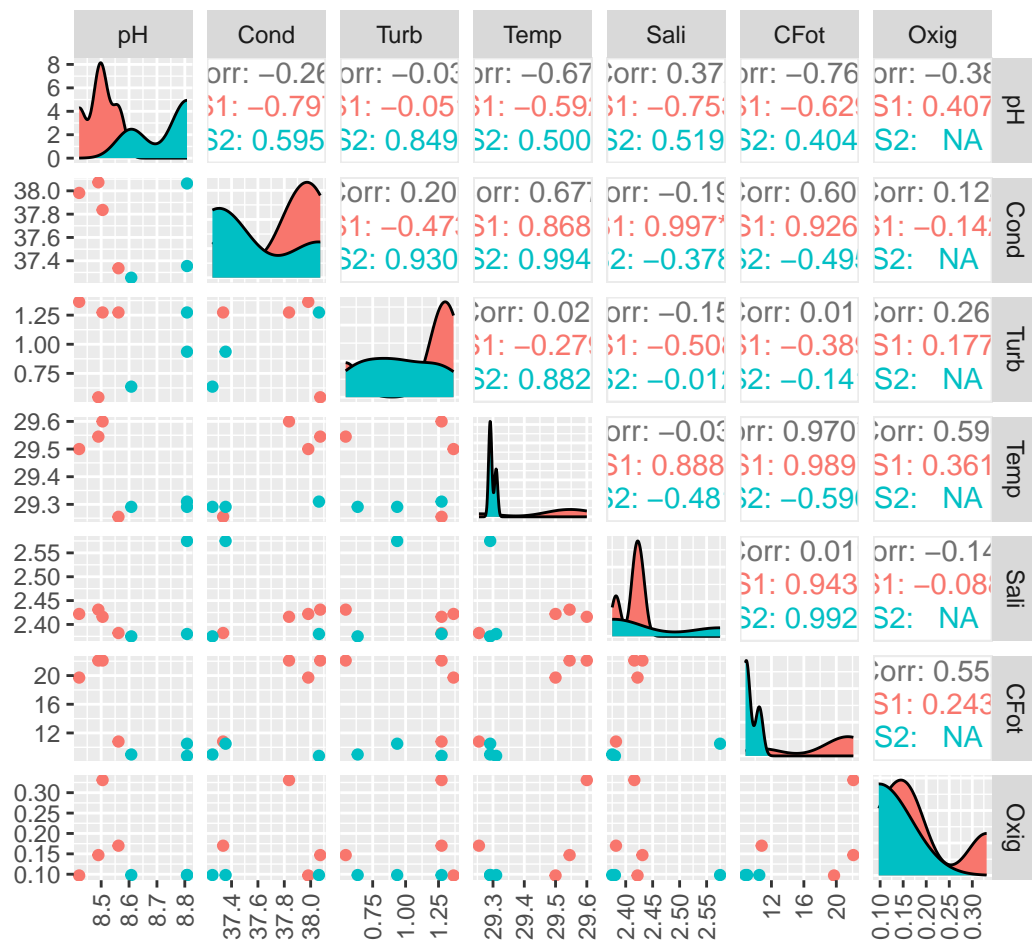 pH Cond Turb Temp Sali CFot Oxig
8 orr: −0.26 orr: −0.03 orr: −0.67 Corr: 0.37 orr: −0.76 orr: −0.38
6
4 S1: −0.797 S1: −0.05 S1: −0.592 S1: −0.753 S1: −0.629 S1: 0.407
2 S2: 0.595 S2: 0.849 S2: 0.500 S2: 0.519 S2: 0.404 S2: NA
0
pH
38.0 Corr: 0.20 orr: 0.677 orr: −0.19 Corr: 0.60 Corr: 0.12
37.8 S1: −0.473 S1: 0.868 1: 0.997* S1: 0.926 S1: −0.142
37.6
37.4 S2: 0.930 S2: 0.994 2: −0.378 S2: −0.495 S2: NA
Cond
1.25 Corr: 0.02 orr: −0.15 Corr: 0.01 Corr: 0.26
1.00 S1: −0.279 S1: −0.508 S1: −0.389 S1: 0.177
0.75 S2: 0.882 S2: −0.012 S2: −0.14 S2: NA
Turb
29.6 orr: −0.03 orr: 0.970 Corr: 0.59
29.5 S1: 0.888 S1: 0.989 S1: 0.361
29.4
29.3 S2: −0.48 S2: −0.590 S2: NA
Temp
2.55 Corr: 0.01 orr: −0.14
2.50 S1: 0.943 S1: −0.088
2.45
2.40 S2: 0.992 S2: NA
Sali
20 Corr: 0.55
16 S1: 0.243
12 S2: NA
CFot
0.30
0.25
0.20
0.15
0.10
Oxig
8.5 8.6 8.7 8.8 37.4 37.6 37.8 38.0 0.75 1.00 1.25 29.3 29.4 29.5 29.6 2.40 2.45 2.50 2.55 12 16 20 0.10 0.15 0.20 0.25 0.30